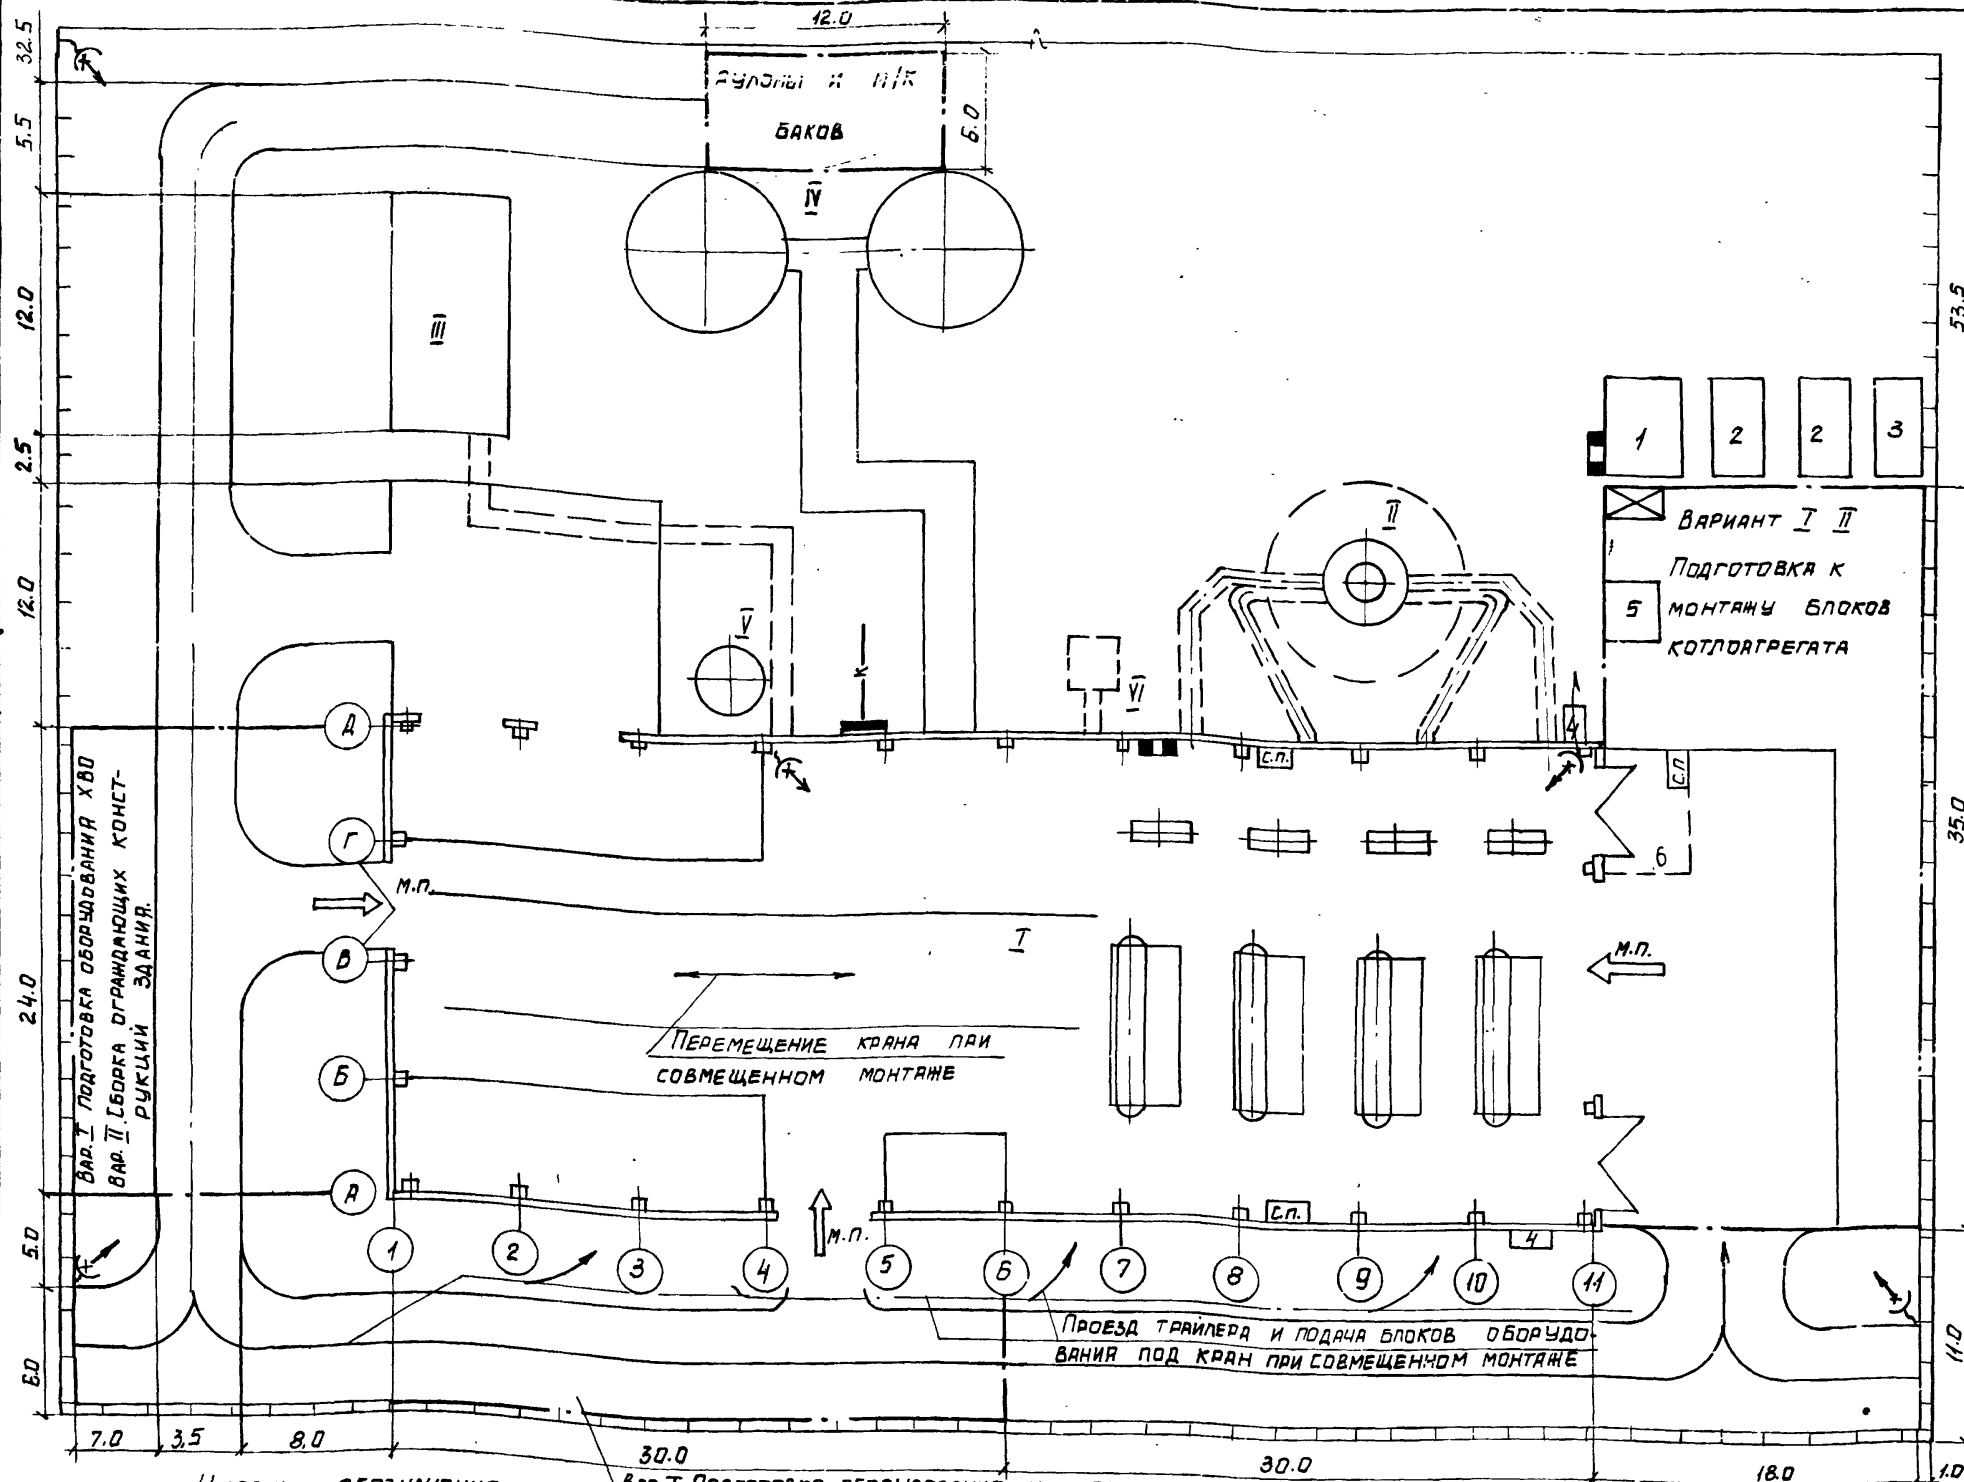 12.0
32.5
5.5
12.0
2.5
12.0
24.0
5.0
6.0
РУЛОНЫ И М/К
БАКОВ
6.0
IV
III
53.5
1
2
2
3
ВАРИАНТ I II
ПОДГОТОВКА К
МОНТАЖУ БЛОКОВ
КОТЛОАГРЕГАТА
5
II
V
VI
К
4
С.П.
С.П.
6
35.0
Д
Г
В
Б
А
ВАР. I ПОДГОТОВКА ОБОРУДОВАНИЯ ХВО
ВАР. II. СБОРКА ОГРАЖДАЮЩИХ КОНСТ-
РУКЦИЙ ЗДАНИЯ.
М.П.
I
М.П.
ПЕРЕМЕЩЕНИЕ КРАНА ПРИ
СОВМЕЩЕННОМ МОНТАЖЕ
С.П.
4
М.П.
1
2
3
4
5
6
7
8
9
10
11
ПРОЕЗД ТРАЙЛЕРА И ПОДАЧА БЛОКОВ ОБОРУДО-
ВАНИЯ ПОД КРАН ПРИ СОВМЕЩЕННОМ МОНТАЖЕ
11.0
7.0
3.5
8.0
30.0
30.0
18.0
1.0